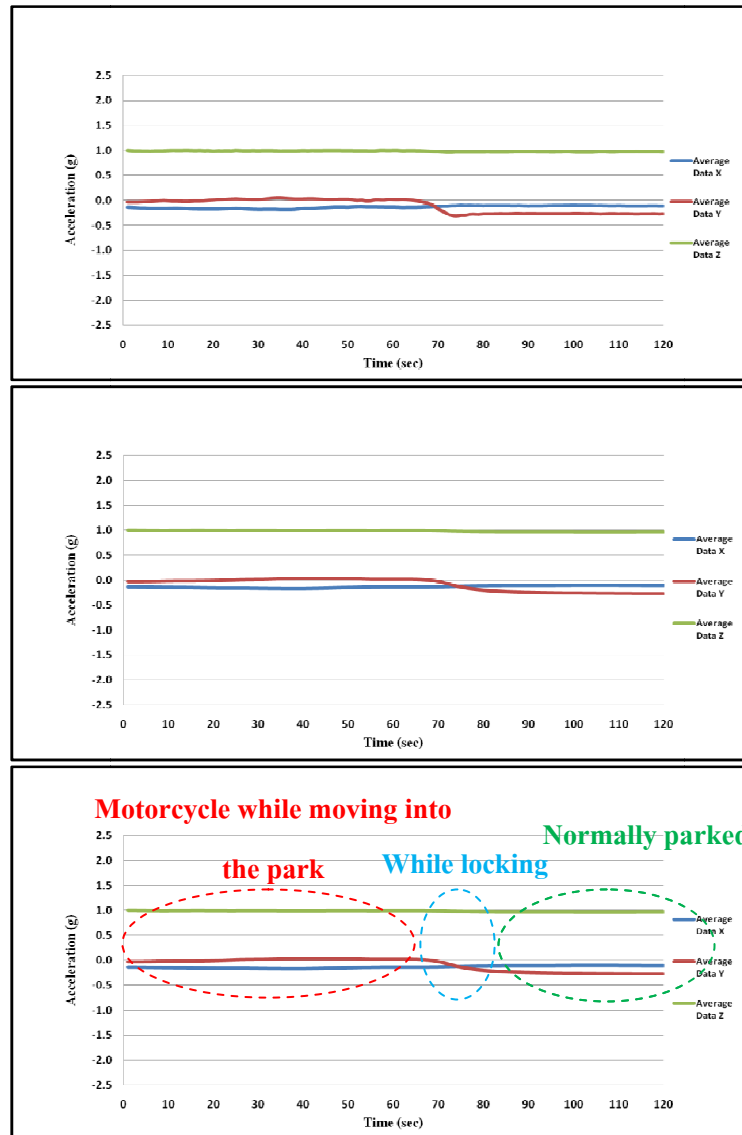 2.5
2.0
1.5
1.0
0.5
0.0
-0.5
-1.0
-1.5
-2.0
-2.5
Acceleration (g)
0 10 20 30 40 50 60 70 80 90 100 110 120
Time (sec)
Average
Data X
Average
Data Y
Average
Data Z
2.5
2.0
1.5
1.0
0.5
0.0
-0.5
-1.0
-1.5
-2.0
-2.5
Acceleration (g)
0 10 20 30 40 50 60 70 80 90 100 110 120
Time (sec)
Average
Data X
Average
Data Y
Average
Data Z
Motorcycle while moving into
the park
While locking
Normally parked
2.5
2.0
1.5
1.0
0.5
0.0
-0.5
-1.0
-1.5
-2.0
-2.5
Acceleration (g)
0 10 20 30 40 50 60 70 80 90 100 110 120
Time (sec)
Average
Data X
Average
Data Y
Average
Data Z